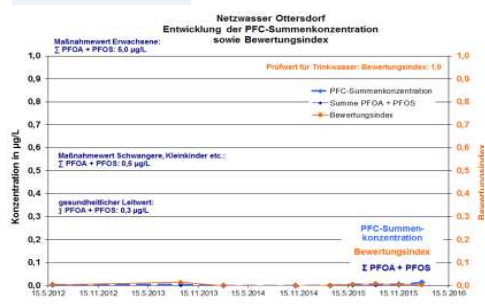 Netzwasser Ottersdorf
Entwicklung der PFC-Summenkonzentration
sowie Bewertungsindex
Maßnahmewert Erwachsene:
∑ PFOA + PFOS: 5,0 µg/L
Prüfwert für Trinkwasser: Bewertungsindex: 1,0
PFC-Summenkonzentration
Summe PFOA + PFOS
Bewertungsindex
Maßnahmewert Schwangere, Kleinkinder etc.:
∑ PFOA + PFOS: 0,5 µg/L
gesundheitlicher Leitwert:
∑ PFOA + PFOS: 0,3 µg/L
PFC-Summen-
konzentration
Bewertungsindex
Σ PFOA + PFOS
Konzentration in µg/L
1,0
0,9
0,8
0,7
0,6
0,5
0,4
0,3
0,2
0,1
0,0
Bewertungsindex
1,0
0,9
0,8
0,7
0,6
0,5
0,4
0,3
0,2
0,1
0,0
15.5.2012 15.11.2012 15.5.2013 15.11.2013 15.5.2014 15.11.2014 15.5.2015 15.11.2015 15.5.2016